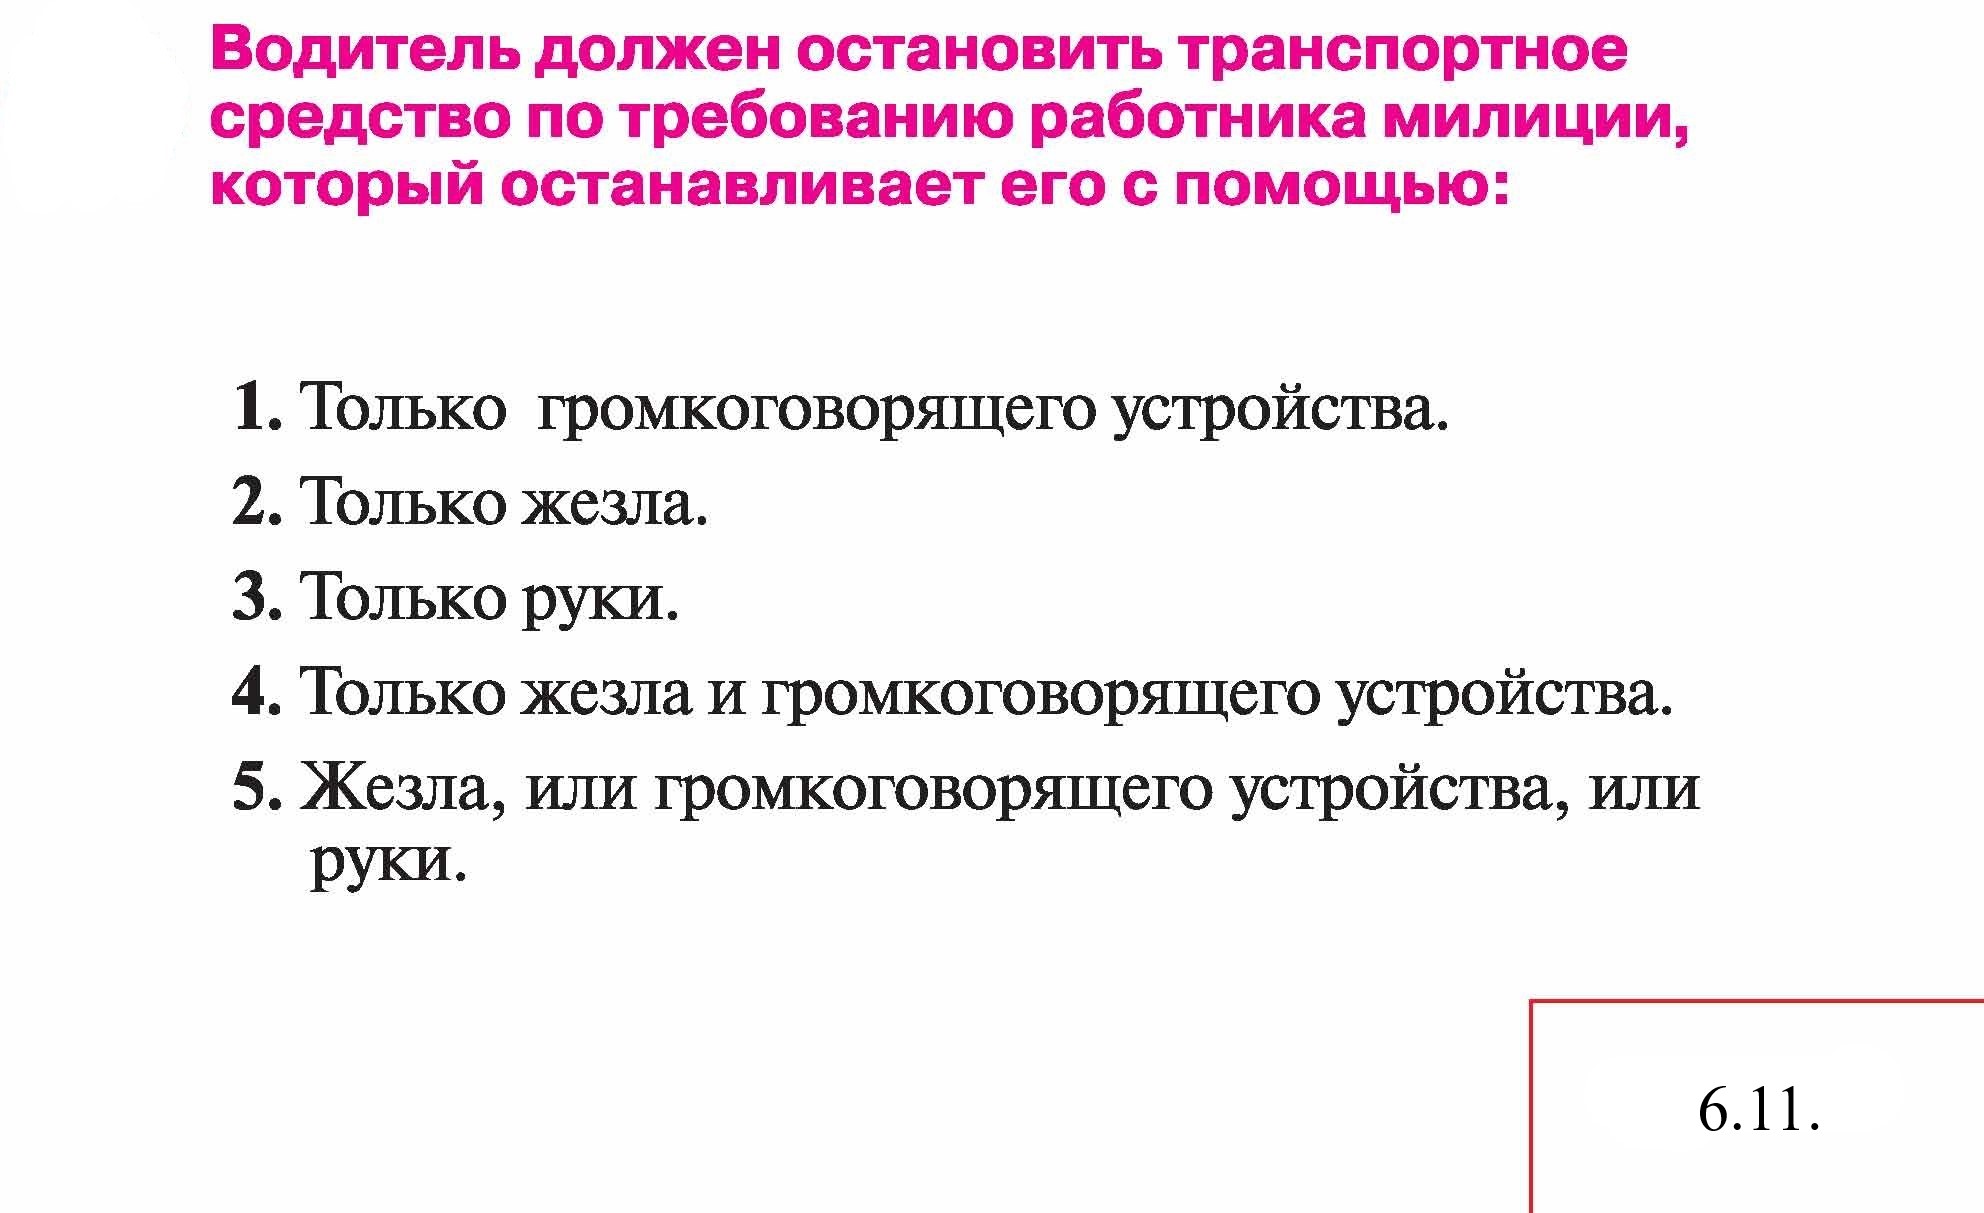 Водитель должен остановить транспортное
средство по требованию работника милиции,
который останавливает его с помощью:
1. Только громкоговорящего устройства.
2. Только жезла.
3. Только руки.
4. Только жезла и громкоговорящего устройства.
5. Жезла, или громкоговорящего устройства, или
руки.
6.11.